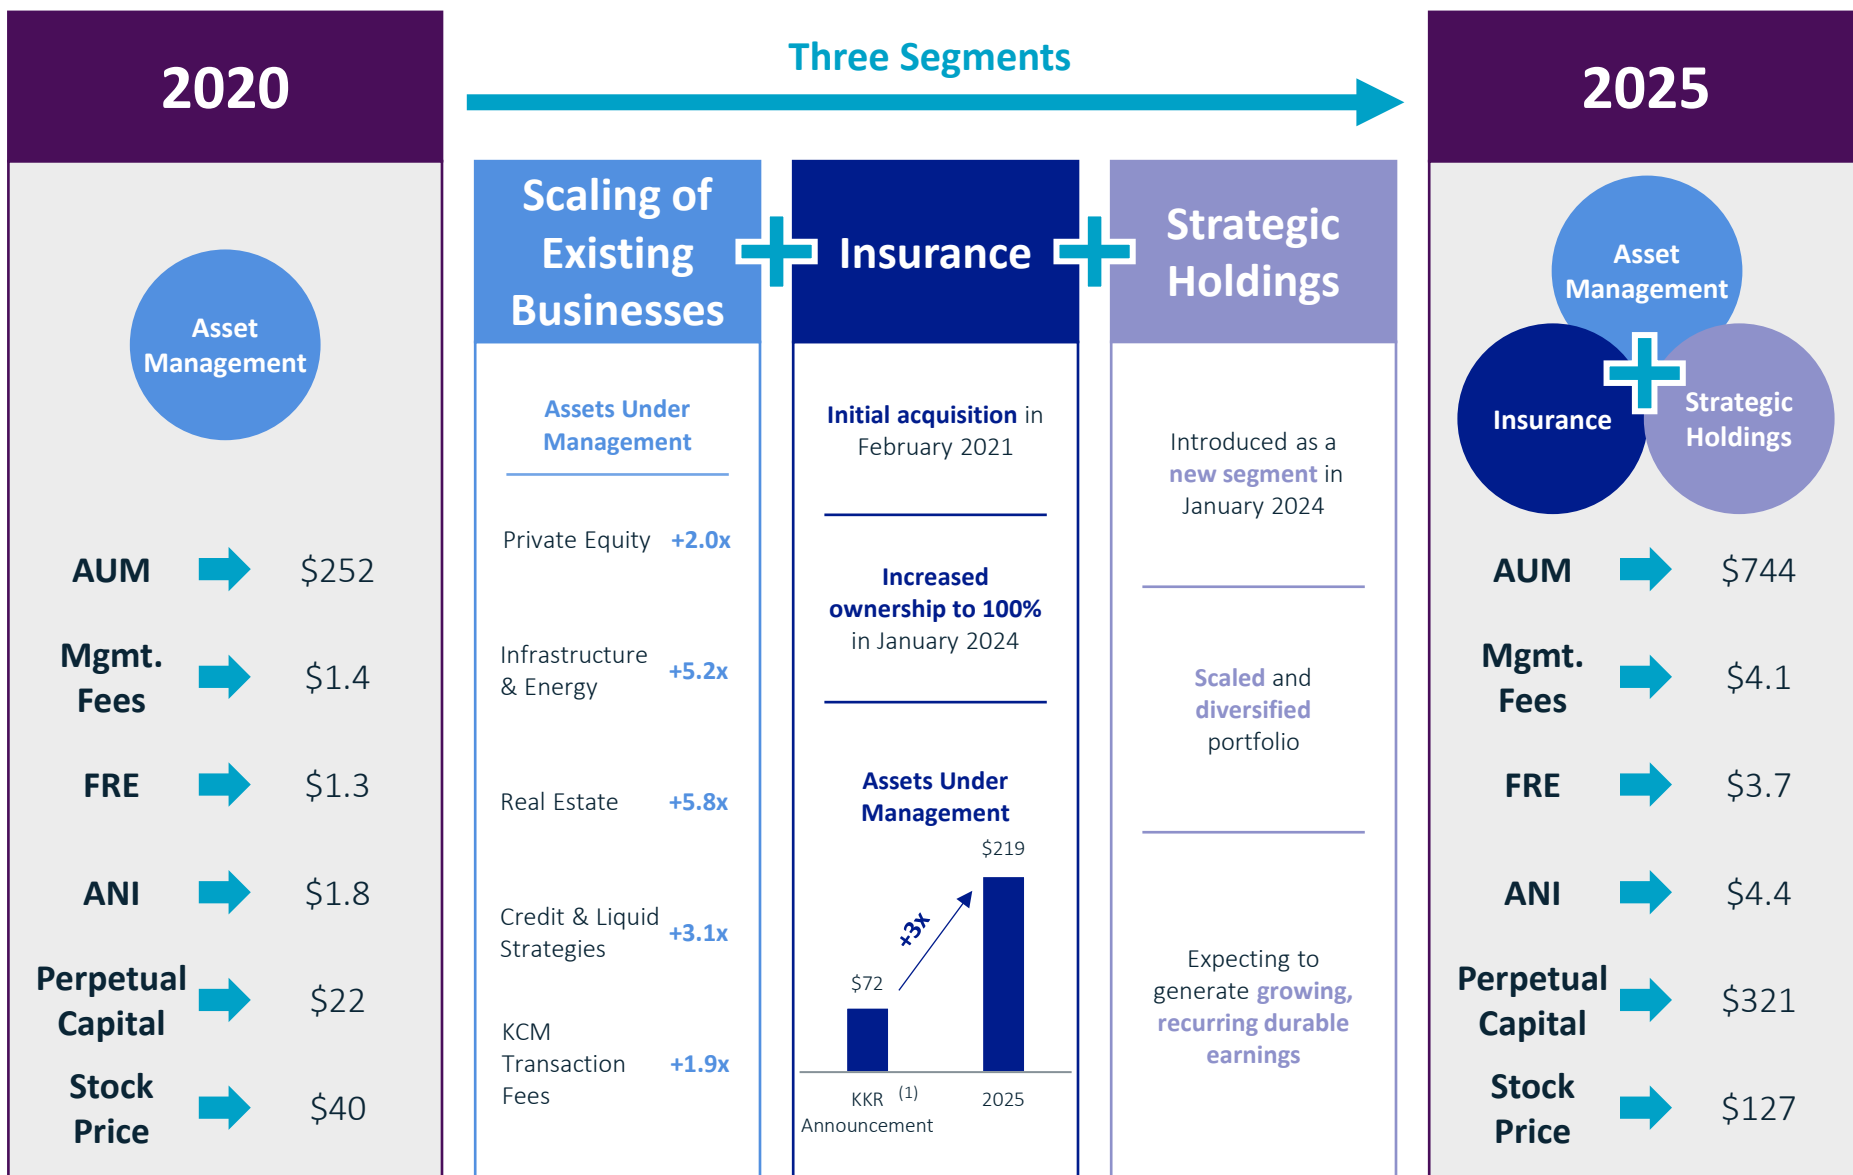 2020
Asset
Management
AUM $252
Mgmt.
Fees $1.4
FRE $1.3
ANI $1.8
Perpetual
Capital $22
Stock
Price $40
Three Segments
Scaling of
Existing
Businesses
Assets Under
Management
Private Equity +2.0x
Infrastructure
& Energy +5.2x
Real Estate +5.8x
Credit & Liquid
Strategies +3.1x
KCM
Transaction
Fees +1.9x
Insurance
Initial acquisition in
February 2021
Increased
ownership to 100%
in January 2024
Assets Under
Management
$219
+3x
$72
KKR (1)
Announcement
2025
Strategic
Holdings
Introduced as a
new segment in
January 2024
Scaled and
diversified
portfolio
Expecting to
generate growing,
recurring durable
earnings
2025
Asset
Management
Insurance
Strategic
Holdings
AUM $744
Mgmt.
Fees $4.1
FRE $3.7
ANI $4.4
Perpetual
Capital $321
Stock
Price $127